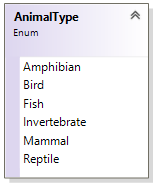 AnimalType
Enum
Amphibian
Bird
Fish
Invertebrate
Mammal
Reptile